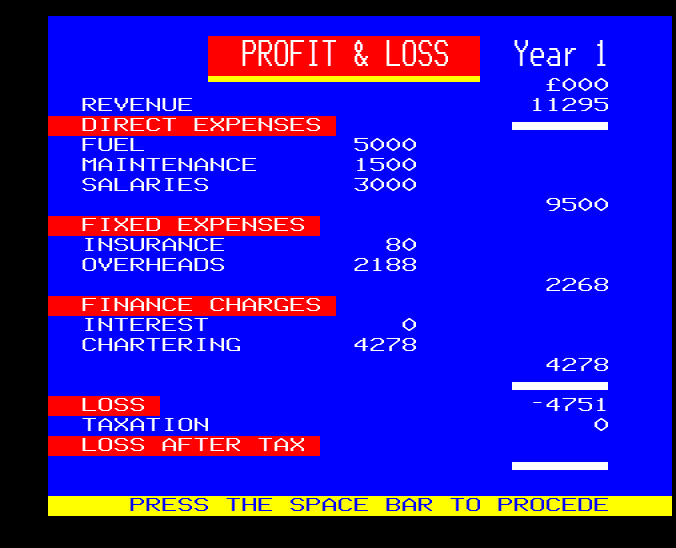 PROFIT & LOSS Year 1
£000
REVENUE 11295
DIRECT EXPENSES
FUEL 5000
MAINTENANCE 1500
SALARIES 3000
9500
FIXED EXPENSES
INSURANCE 80
OVERHEADS 2188
2268
FINANCE CHARGES
INTEREST 0
CHARTERING 4278
4278
LOSS -4751
TAXATION 0
LOSS AFTER TAX
PRESS THE SPACE BAR TO PROCEDE